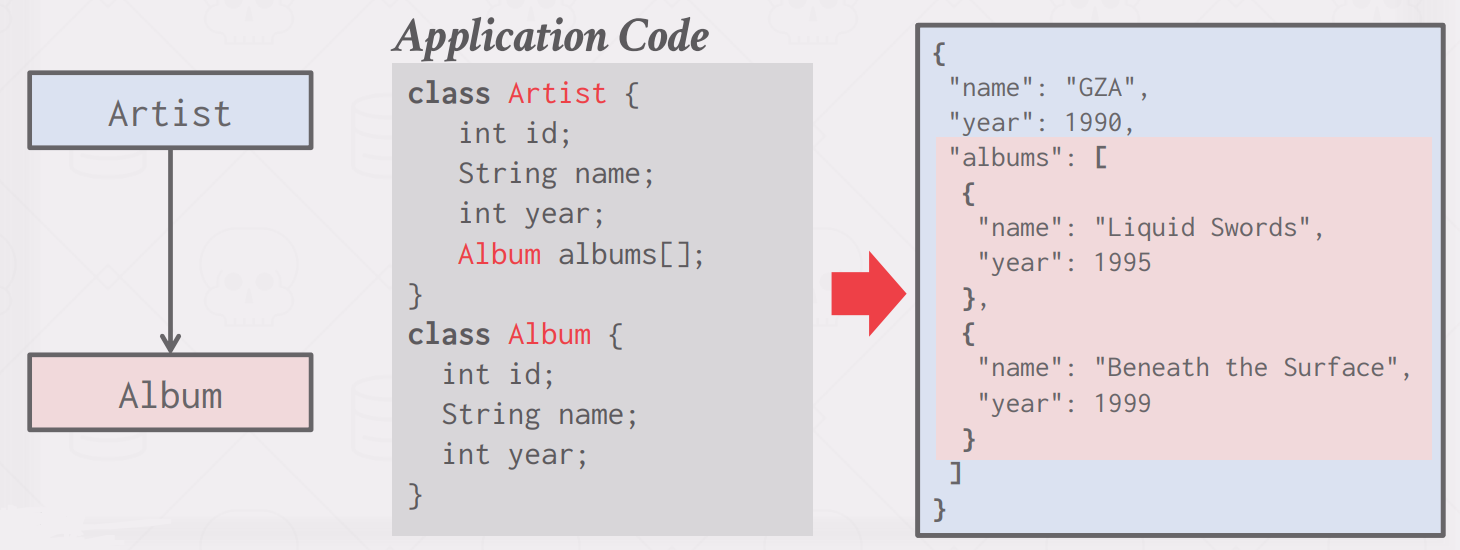 Artist
Album
Application Code
class Artist {
int id;
String name;
int year;
Album albums[];
}
class Album {
int id;
String name;
int year;
}
{
"name": "GZA",
"year": 1990,
"albums": [
{
"name": "Liquid Swords",
"year": 1995
},
{
"name": "Beneath the Surface",
"year": 1999
}
]
}